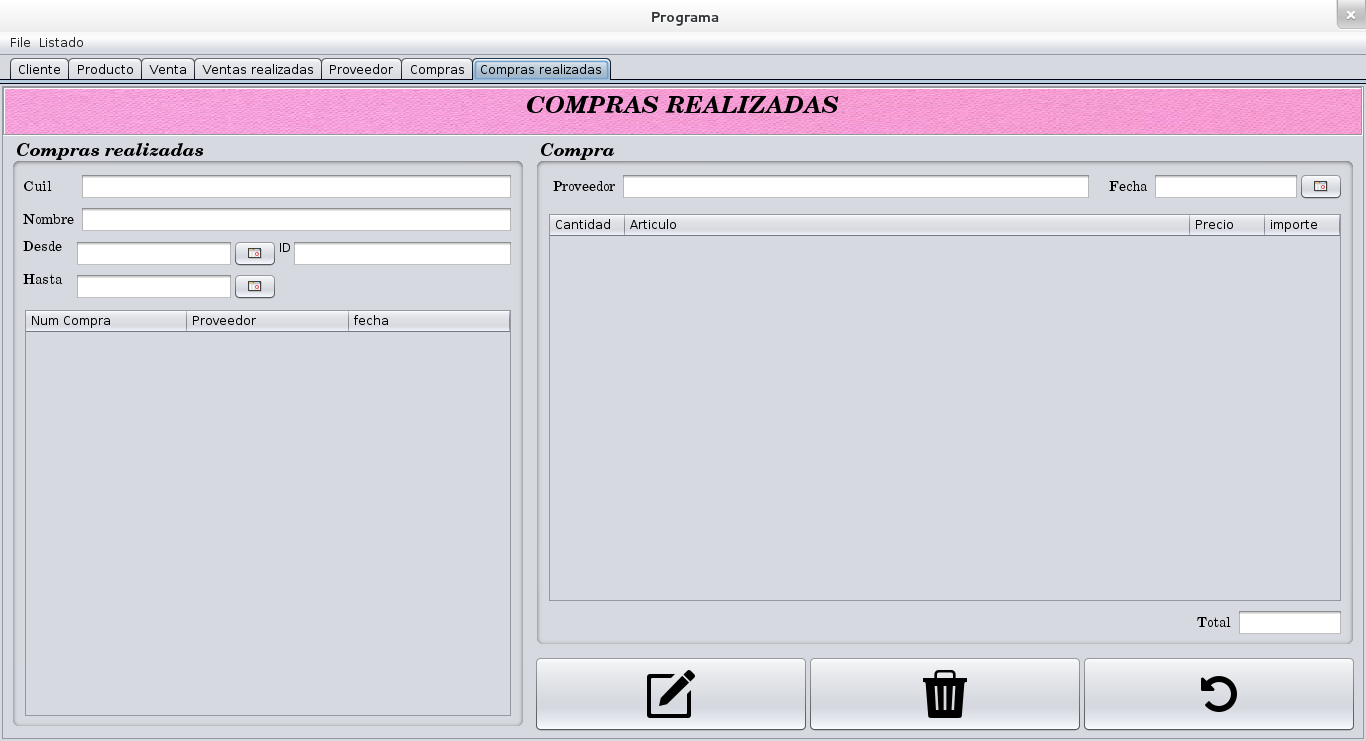 Programa
File Listado
Cliente Producto Venta Ventas realizadas Proveedor Compras Compras realizadas
COMPRAS REALIZADAS
Compras realizadas
Cuil
Nombre
Desde ID
Hasta
Num Compra Proveedor fecha
Compra
Proveedor Fecha
Cantidad Articulo Precio importe
Total